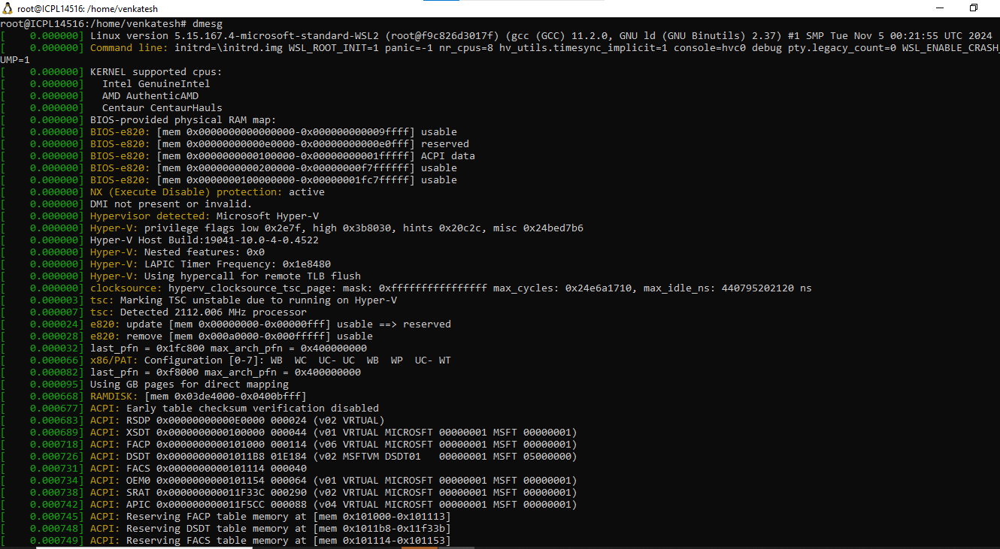 root@ICPL14516: /home/venkatesh
root@ICPL14516:/home/venkatesh# dmesg
[    0.000000] Linux version 5.15.167.4-microsoft-standard-WSL2 (root@f9c826d3017f) (gcc (GCC) 11.2.0, GNU ld (GNU Binutils) 2.37) #1 SMP Tue Nov 5 00:21:55 UTC 2024
[    0.000000] Command line: initrd=\initrd.img WSL_ROOT_INIT=1 panic=-1 nr_cpus=8 hv_utils.timesync_implicit=1 console=hvc0 debug pty.legacy_count=0 WSL_ENABLE_CRASH_
UMP=1
[    0.000000] KERNEL supported cpus:
[    0.000000]   Intel GenuineIntel
[    0.000000]   AMD AuthenticAMD
[    0.000000]   Centaur CentaurHauls
[    0.000000] BIOS-provided physical RAM map:
[    0.000000] BIOS-e820: [mem 0x0000000000000000-0x000000000009ffff] usable
[    0.000000] BIOS-e820: [mem 0x00000000000e0000-0x00000000000e0fff] reserved
[    0.000000] BIOS-e820: [mem 0x0000000000100000-0x00000000001fffff] ACPI data
[    0.000000] BIOS-e820: [mem 0x0000000000200000-0x00000000f7ffffff] usable
[    0.000000] BIOS-e820: [mem 0x0000000100000000-0x00000001fc7fffff] usable
[    0.000000] NX (Execute Disable) protection: active
[    0.000000] DMI not present or invalid.
[    0.000000] Hypervisor detected: Microsoft Hyper-V
[    0.000000] Hyper-V: privilege flags low 0x2e7f, high 0x3b8030, hints 0x20c2c, misc 0x24bed7b6
[    0.000000] Hyper-V Host Build:19041-10.0-4-0.4522
[    0.000000] Hyper-V: Nested features: 0x0
[    0.000000] Hyper-V: LAPIC Timer Frequency: 0x1e8480
[    0.000000] Hyper-V: Using hypercall for remote TLB flush
[    0.000000] clocksource: hyperv_clocksource_tsc_page: mask: 0xffffffffffffffff max_cycles: 0x24e6a1710, max_idle_ns: 440795202120 ns
[    0.000003] tsc: Marking TSC unstable due to running on Hyper-V
[    0.000007] tsc: Detected 2112.006 MHz processor
[    0.000024] e820: update [mem 0x00000000-0x00000fff] usable ==> reserved
[    0.000028] e820: remove [mem 0x000a0000-0x000fffff] usable
[    0.000032] last_pfn = 0x1fc800 max_arch_pfn = 0x400000000
[    0.000066] x86/PAT: Configuration [0-7]: WB  WC  UC- UC  WB  WP  UC- WT
[    0.000082] last_pfn = 0xf8000 max_arch_pfn = 0x400000000
[    0.000095] Using GB pages for direct mapping
[    0.000668] RAMDISK: [mem 0x03de4000-0x0400bfff]
[    0.000677] ACPI: Early table checksum verification disabled
[    0.000683] ACPI: RSDP 0x00000000000E0000 000024 (v02 VRTUAL)
[    0.000689] ACPI: XSDT 0x0000000000100000 000044 (v01 VRTUAL MICROSFT 00000001 MSFT 00000001)
[    0.000718] ACPI: FACP 0x0000000000101000 000114 (v06 VRTUAL MICROSFT 00000001 MSFT 00000001)
[    0.000726] ACPI: DSDT 0x00000000001011B8 01E184 (v02 MSFTVM DSDT01   00000001 MSFT 05000000)
[    0.000731] ACPI: FACS 0x0000000000101114 000040
[    0.000734] ACPI: OEM0 0x0000000000101154 000064 (v01 VRTUAL MICROSFT 00000001 MSFT 00000001)
[    0.000738] ACPI: SRAT 0x000000000011F33C 000290 (v02 VRTUAL MICROSFT 00000001 MSFT 00000001)
[    0.000742] ACPI: APIC 0x000000000011F5CC 000088 (v04 VRTUAL MICROSFT 00000001 MSFT 00000001)
[    0.000745] ACPI: Reserving FACP table memory at [mem 0x101000-0x101113]
[    0.000748] ACPI: Reserving DSDT table memory at [mem 0x1011b8-0x11f33b]
[    0.000749] ACPI: Reserving FACS table memory at [mem 0x101114-0x101153]